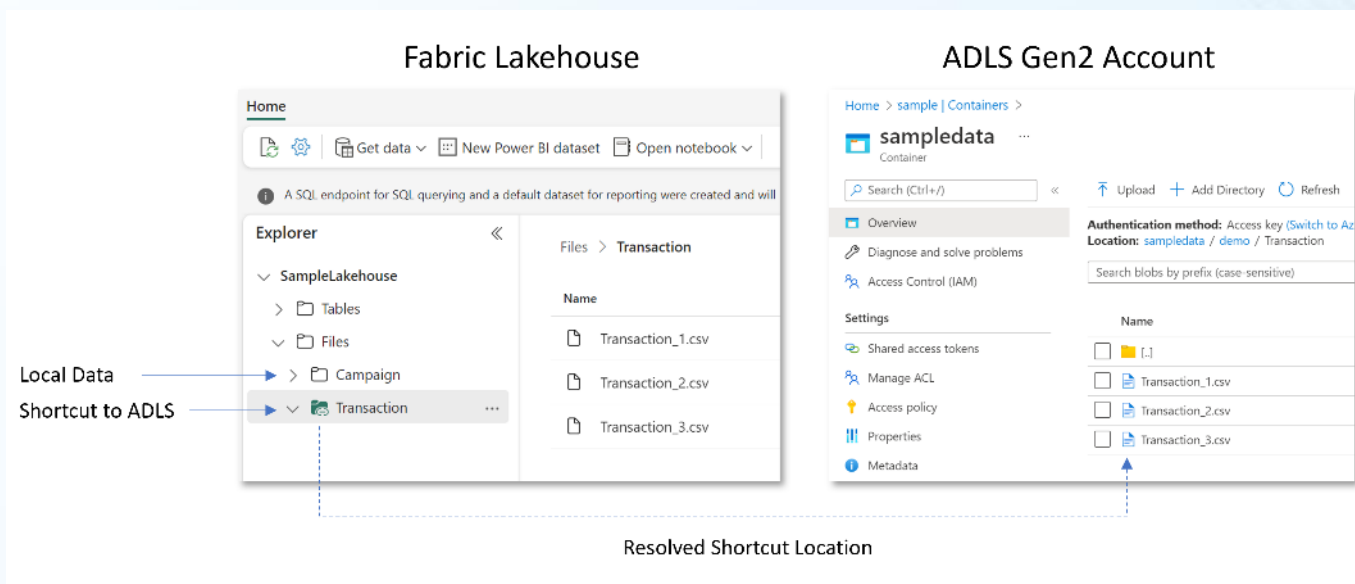 Fabric Lakehouse
ADLS Gen2 Account
Home
Get data
New Power BI dataset
Open notebook
A SQL endpoint for SQL querying and a default dataset for reporting were created and will
Explorer
SampleLakehouse
Tables
Files
Campaign
Transaction
...
Files > Transaction
Name
Transaction_1.csv
Transaction_2.csv
Transaction_3.csv
Local Data
Shortcut to ADLS
Home > sample | Containers >
sampledata ...
Container
Search (Ctrl+/)
Overview
Diagnose and solve problems
Access Control (IAM)
Settings
Shared access tokens
Manage ACL
Access policy
Properties
Metadata
Upload + Add Directory Refresh
Authentication method: Access key (Switch to Az
Location: sampledata / demo / Transaction
Search blobs by prefix (case-sensitive)
Name
[..]
Transaction_1.csv
Transaction_2.csv
Transaction_3.csv
Resolved Shortcut Location